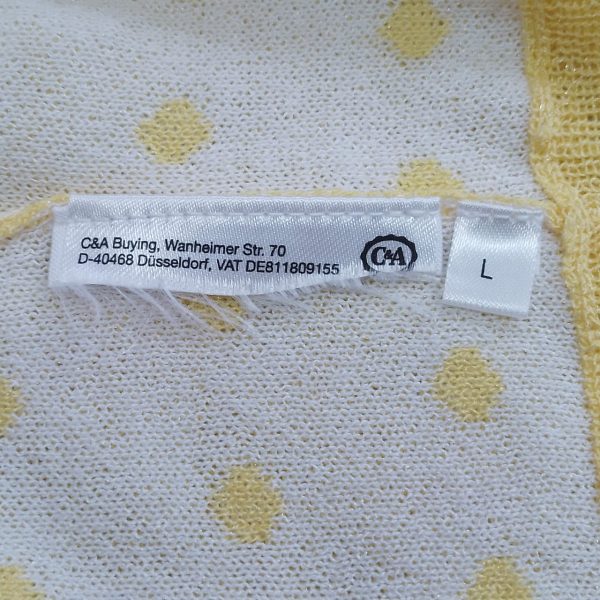 C&A Buying, Wanheimer Str. 70
D-40468 Düsseldorf, VAT DE811809155
C&A
L